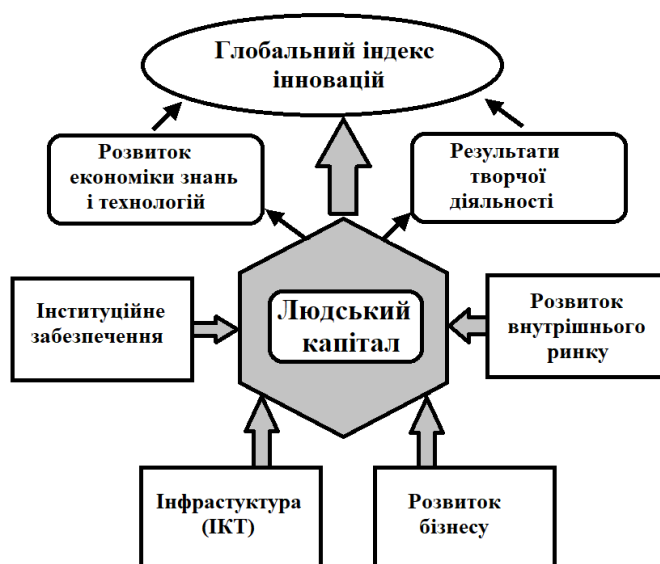 Глобальний індекс
інновацій
Розвиток
економіки знань
і технологій
Результати
творчої
діяльності
Інституційне
забезпечення
Людський
капітал
Розвиток
внутрішнього
ринку
Інфрастуктура
(ІКТ)
Розвиток
бізнесу